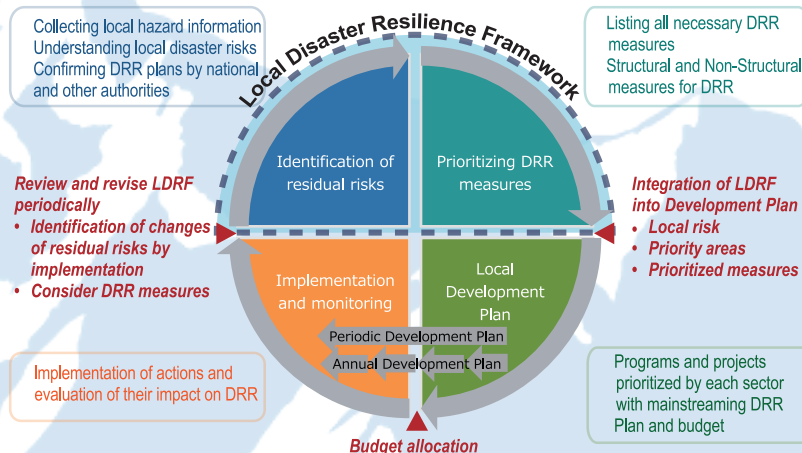 Collecting local hazard information
Understanding local disaster risks
Confirming DRR plans by national
and other authorities
Local Disaster Resilience Framework
Listing all necessary DRR
measures
Structural and Non-Structural
measures for DRR
Identification of
residual risks
Prioritizing DRR
measures
Review and revise LDRF
periodically
• Identification of changes
of residual risks by
implementation
• Consider DRR measures
Integration of LDRF
into Development Plan
• Local risk
• Priority areas
• Prioritized measures
Implementation
and monitoring
Local
Development
Plan
Periodic Development Plan
Annual Development Plan
Implementation of actions and
evaluation of their impact on DRR
Programs and projects
prioritized by each sector
with mainstreaming DRR
Plan and budget
Budget allocation